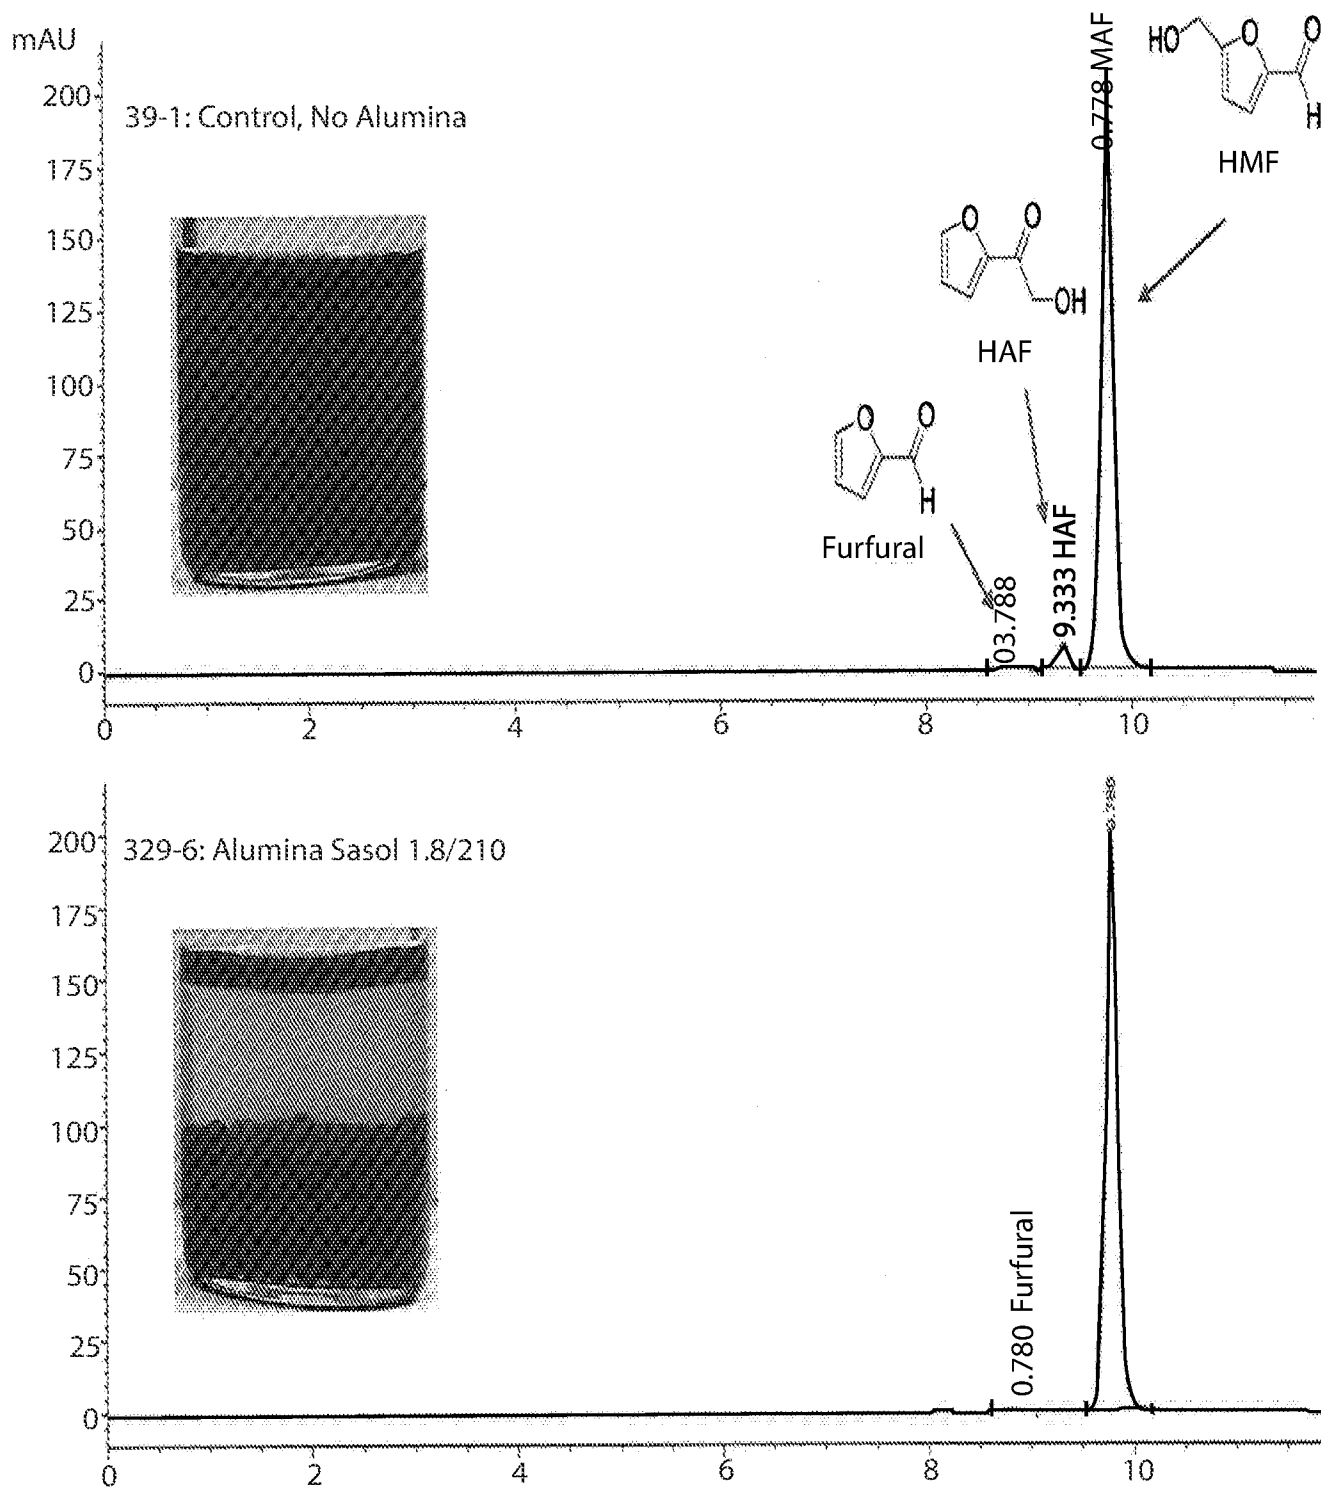 mAU
200
39-1: Control, No Alumina
175
150
125
100
75
50
25
0
0 2 4 6 8 10
0.778 MAF
HO O O H
HMF
O O OH
HAF
O O H
Furfural
03.788
9.333 HAF
200
329-6: Alumina Sasol 1.8/210
175
150
125
100
75
50
25
0
0 2 4 6 8 10
0.780 Furfural